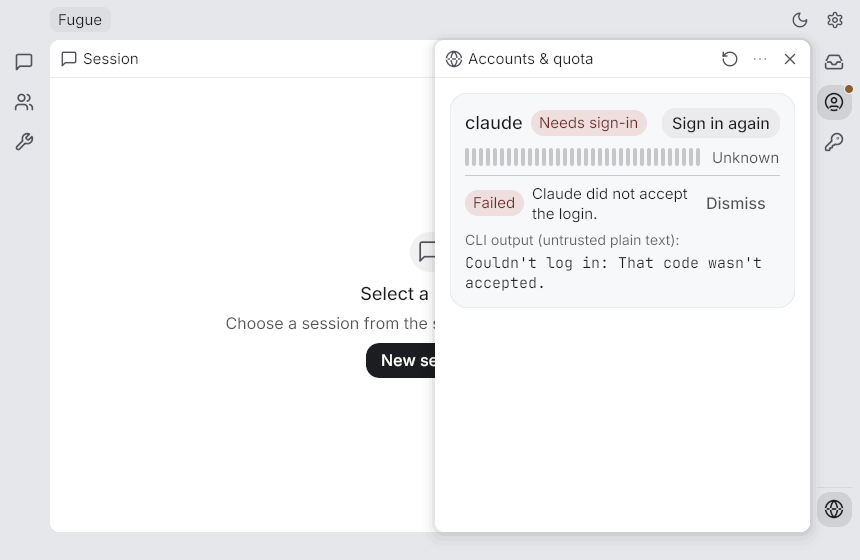 Fugue
Session
Select a
Choose a session from the
New se
Accounts & quota
claude Needs sign-in Sign in again
Unknown
Failed Claude did not accept the login. Dismiss
CLI output (untrusted plain text):
Couldn't log in: That code wasn't
accepted.